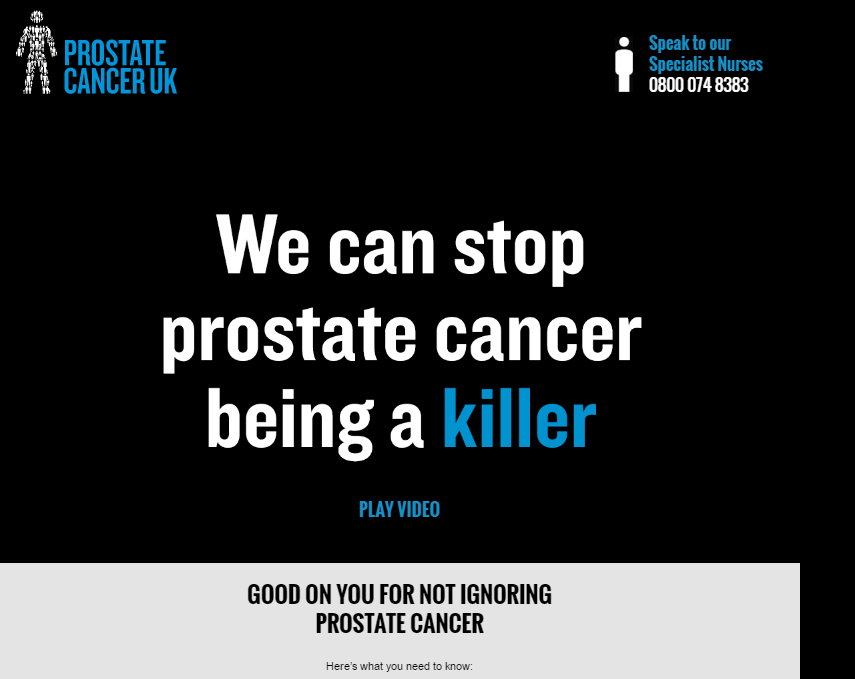 PROSTATE
CANCER UK
Speak to our
Specialist Nurses
0800 074 8383
We can stop
prostate cancer
being a killer
PLAY VIDEO
GOOD ON YOU FOR NOT IGNORING
PROSTATE CANCER
Here's what you need to know: